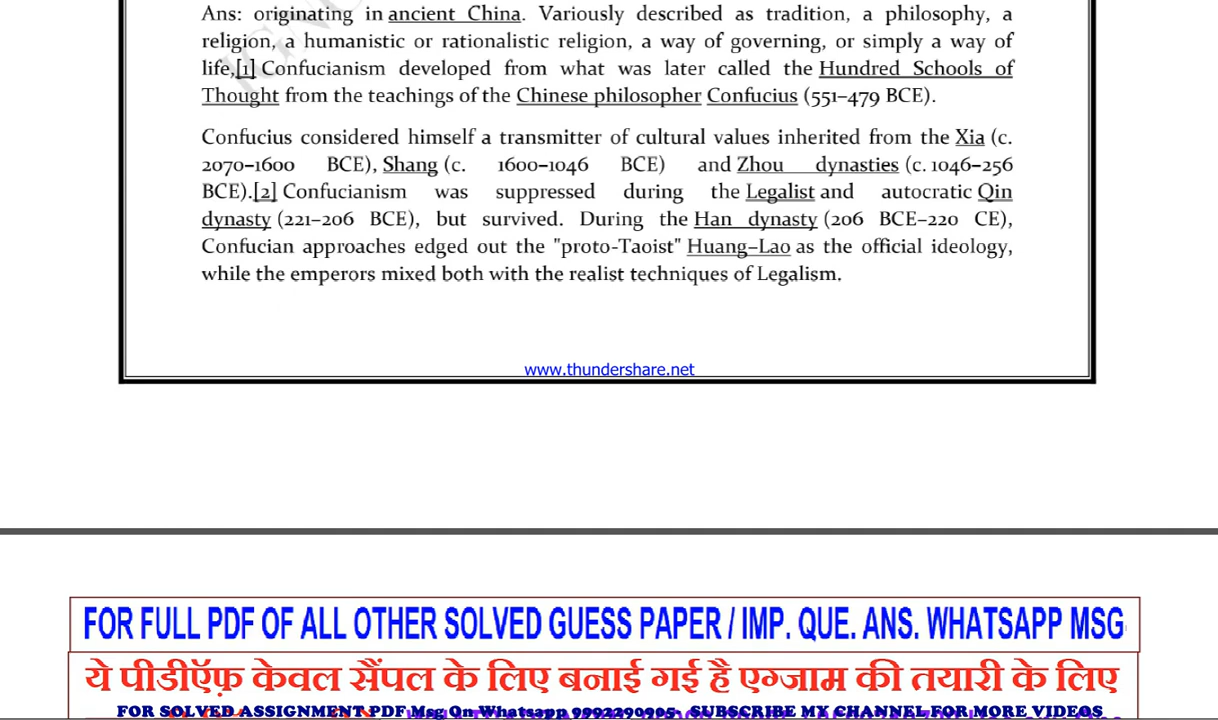 Ans: originating in ancient China. Variously described as tradition, a philosophy, a
religion, a humanistic or rationalistic religion, a way of governing, or simply a way of
life,[1] Confucianism developed from what was later called the Hundred Schools of
Thought from the teachings of the Chinese philosopher Confucius (551–479 BCE).
Confucius considered himself a transmitter of cultural values inherited from the Xia (c.
2070–1600 BCE), Shang (c. 1600–1046 BCE) and Zhou dynasties (c. 1046–256
BCE).[2] Confucianism was suppressed during the Legalist and autocratic Qin
dynasty (221–206 BCE), but survived. During the Han dynasty (206 BCE–220 CE),
Confucian approaches edged out the "proto-Taoist" Huang–Lao as the official ideology,
while the emperors mixed both with the realist techniques of Legalism.
www.thundershare.net
FOR FULL PDF OF ALL OTHER SOLVED GUESS PAPER / IMP. QUE. ANS. WHATSAPP MSG
ये पीडीऍफ़ केवल सैंपल के लिए बनाई गई है एग्जाम की तयारी के लिए
FOR SOLVED ASSIGNMENT PDF Msg On Whatsapp 9992290905- SUBSCRIBE MY CHANNEL FOR MORE VIDEOS